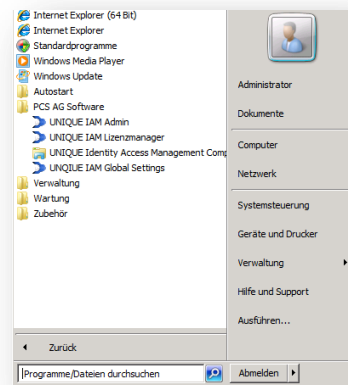 Internet Explorer (64 Bit)
Internet Explorer
Standardprogramme
Windows Media Player
Windows Update
Autostart
PCS AG Software
UNIQUE IAM Admin
UNIQUE IAM Lizenzmanager
UNIQUE Identity Access Management Comp
UNQIUE IAM Global Settings
Verwaltung
Wartung
Zubehör
Zurück
Programme/Dateien durchsuchen
Administrator
Dokumente
Computer
Netzwerk
Systemsteuerung
Geräte und Drucker
Verwaltung
Hilfe und Support
Ausführen...
Abmelden